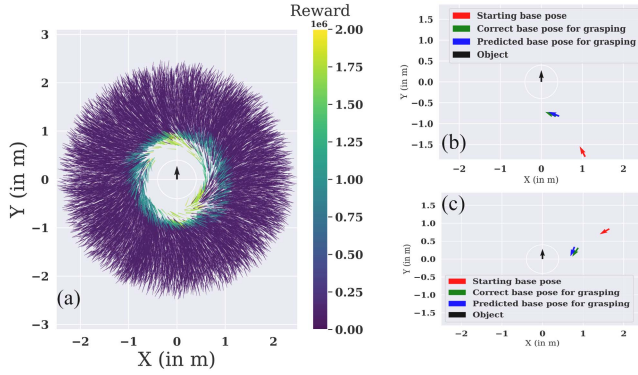 Reward
1e6
3
2
1
0
−1
−2
−3
−2 −1 0 1 2
X (in m)
Y (in m)
(a)
2.00
1.75
1.50
1.25
1.00
0.75
0.50
0.25
0.00
Starting base pose
Correct base pose for grasping
Predicted base pose for grasping
Object
1.5
1.0
0.5
0.0
−0.5
−1.0
−1.5
−2 −1 0 1 2
X (in m)
Y (in m)
(b)
(c)
1.5
1.0
0.5
0.0
−0.5
−1.0
−1.5
Starting base pose
Correct base pose for grasping
Predicted base pose for grasping
Object
−2 −1 0 1 2
X (in m)
Y (in m)